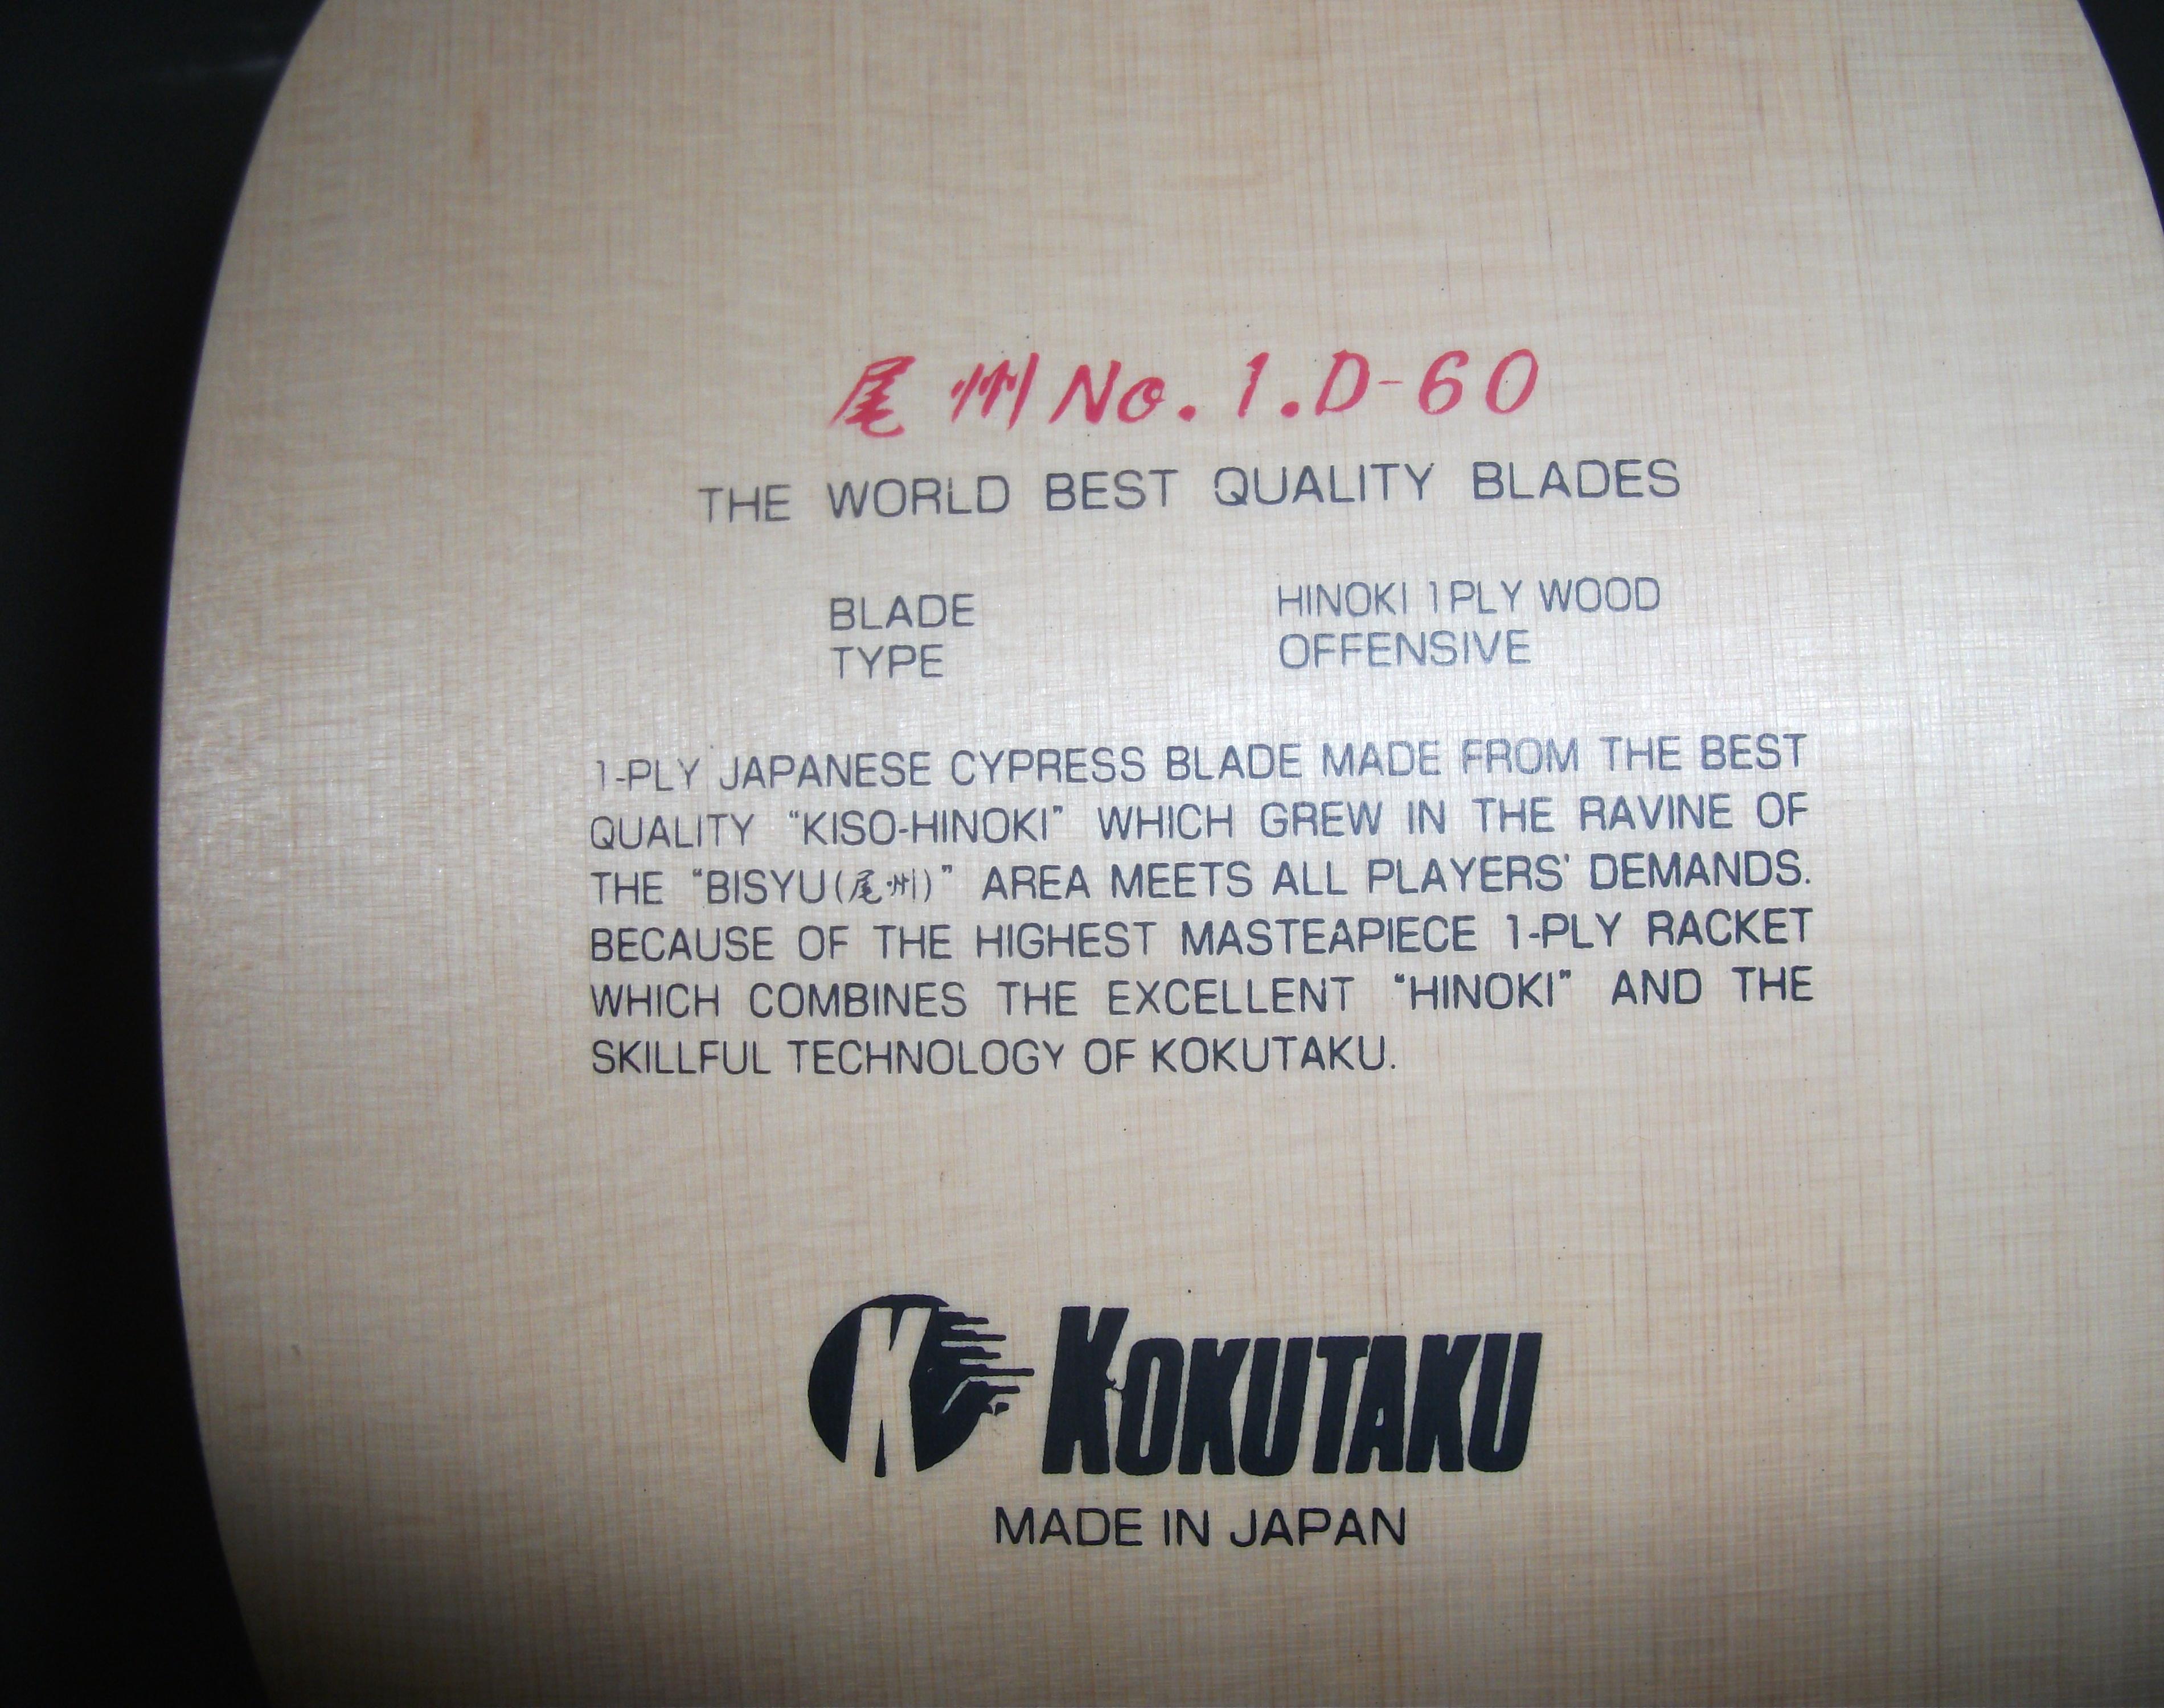 尾州No.1.D-60
THE WORLD BEST QUALITY BLADES
BLADE HINOKI 1PLY WOOD
TYPE OFFENSIVE
1-PLY JAPANESE CYPRESS BLADE MADE FROM THE BEST
QUALITY "KISO-HINOKI" WHICH GREW IN THE RAVINE OF
THE "BISYU(尾州)" AREA MEETS ALL PLAYERS' DEMANDS.
BECAUSE OF THE HIGHEST MASTEAPIECE 1-PLY RACKET
WHICH COMBINES THE EXCELLENT "HINOKI" AND THE
SKILLFUL TECHNOLOGY OF KOKUTAKU.
KOKUTAKU
MADE IN JAPAN